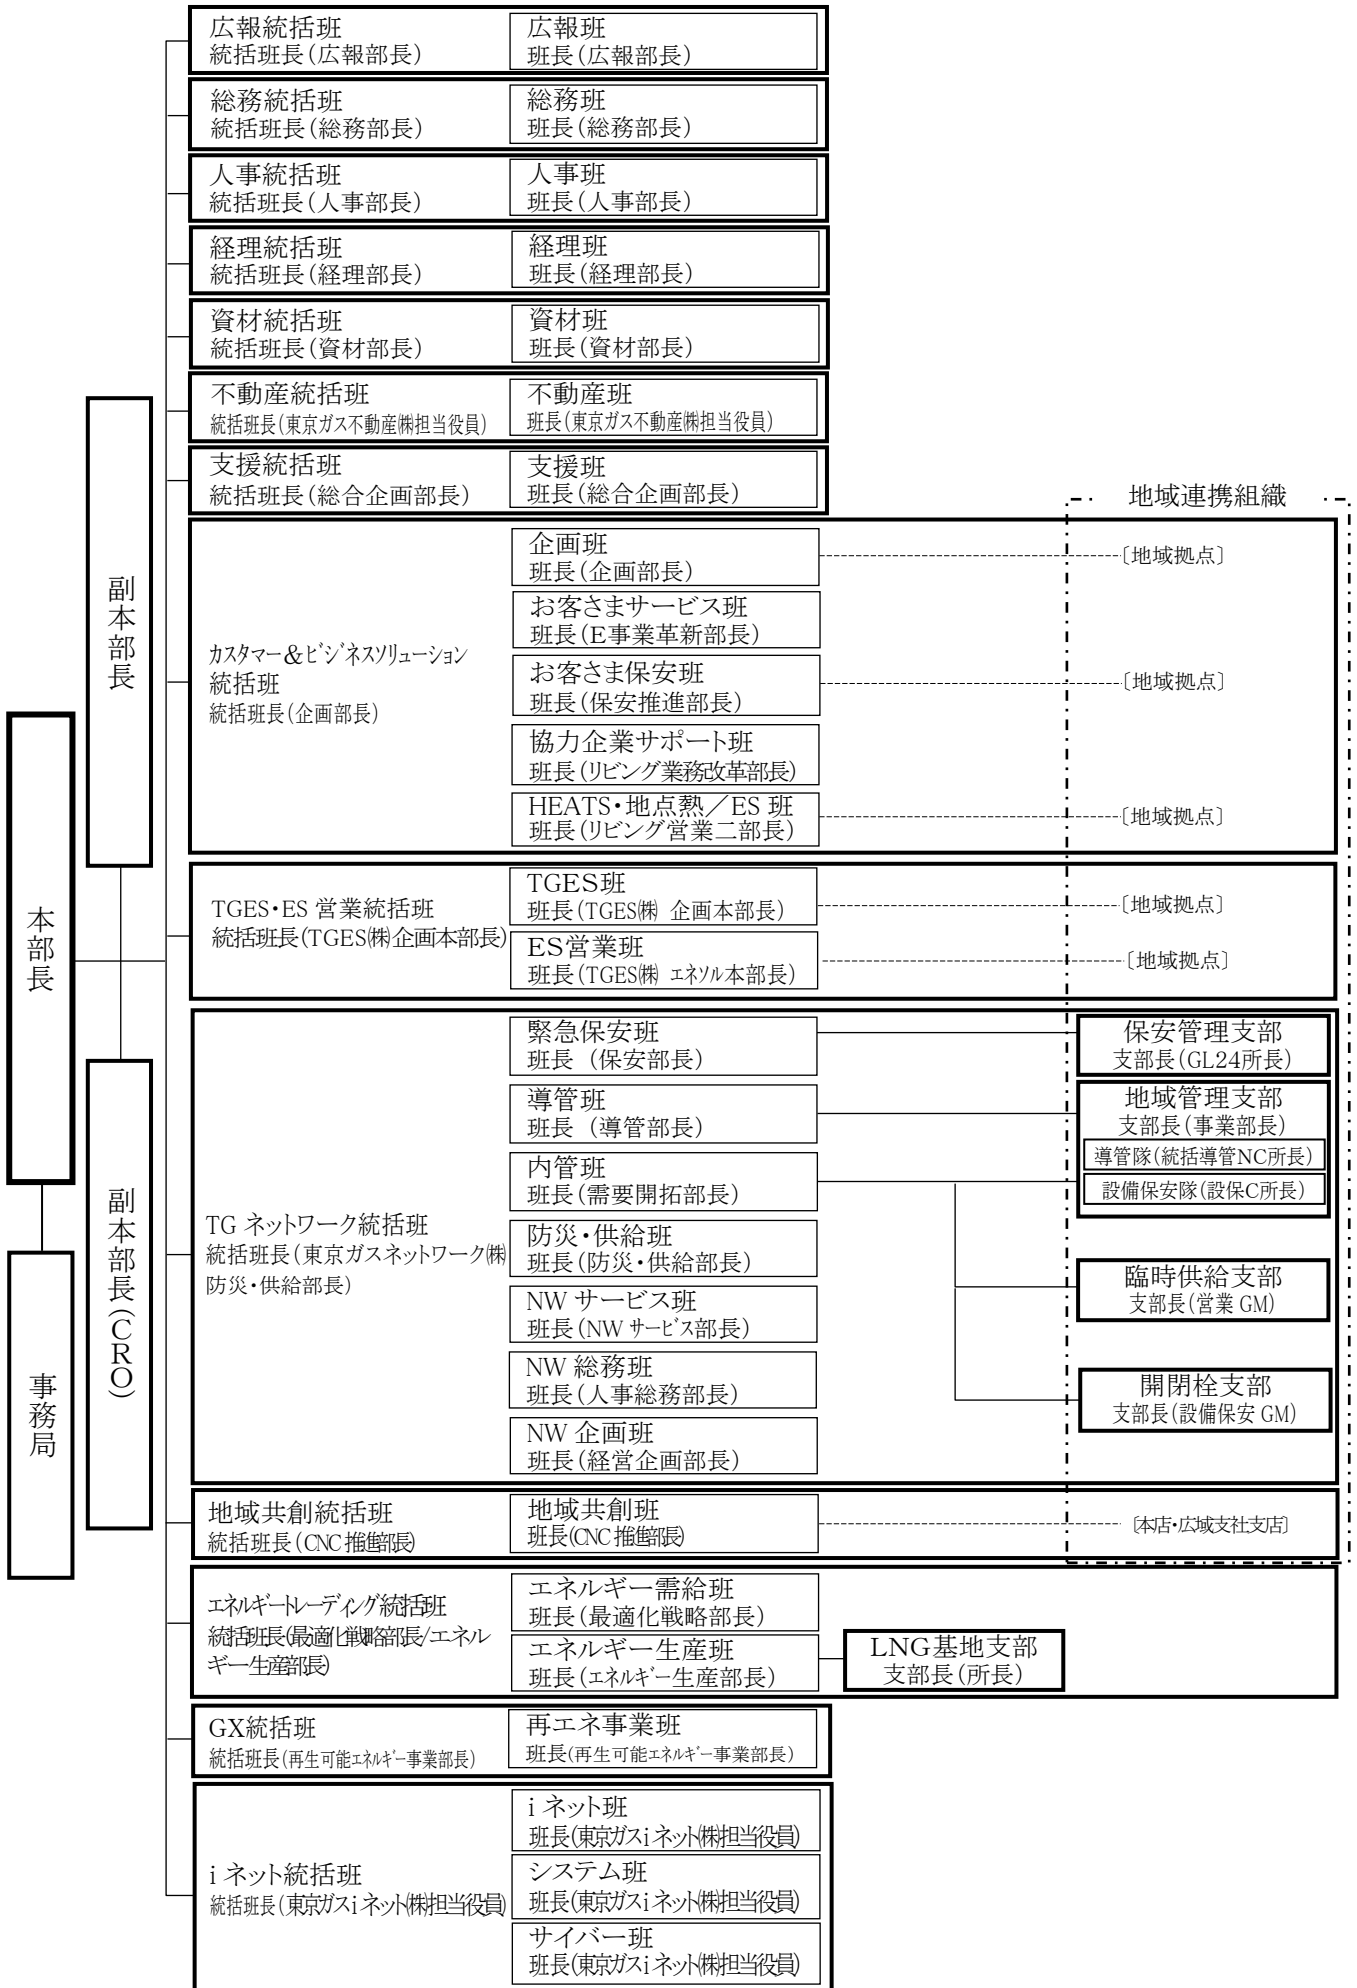 広報統括班
統括班長(広報部長)
広報班
班長(広報部長)
総務統括班
統括班長(総務部長)
総務班
班長(総務部長)
人事統括班
統括班長(人事部長)
人事班
班長(人事部長)
経理統括班
統括班長(経理部長)
経理班
班長(経理部長)
資材統括班
統括班長(資材部長)
資材班
班長(資材部長)
不動産統括班
統括班長(東京ガス不動産㈱担当役員)
不動産班
班長(東京ガス不動産㈱担当役員)
支援統括班
統括班長(総合企画部長)
支援班
班長(総合企画部長)
地域連携組織
カスタマー&ビジネスソリューション
統括班
統括班長(企画部長)
企画班
班長(企画部長)
〔地域拠点〕
お客さまサービス班
班長(E事業革新部長)
お客さま保安班
班長(保安推進部長)
〔地域拠点〕
協力企業サポート班
班長(リビング業務改革部長)
HEATS・地点熱/ES 班
班長(リビング営業二部長)
〔地域拠点〕
副本部長
本部長
TGES・ES 営業統括班
統括班長(TGES㈱企画本部長)
TGES班
班長(TGES㈱ 企画本部長)
〔地域拠点〕
ES営業班
班長(TGES㈱ エネソル本部長)
〔地域拠点〕
副本部長(CRO)
事務局
TG ネットワーク統括班
統括班長(東京ガスネットワーク㈱
防災・供給部長)
緊急保安班
班長 (保安部長)
保安管理支部
支部長(GL24所長)
導管班
班長 (導管部長)
地域管理支部
支部長(事業部長)
導管隊(統括導管NC所長)
設備保安隊(設保C所長)
内管班
班長(需要開拓部長)
防災・供給班
班長(防災・供給部長)
臨時供給支部
支部長(営業 GM)
NW サービス班
班長(NW サービス部長)
NW 総務班
班長(人事総務部長)
開閉栓支部
支部長(設備保安 GM)
NW 企画班
班長(経営企画部長)
地域共創統括班
統括班長(CNC 推進部長)
地域共創班
班長(CNC 推進部長)
〔本店・広域支社支店〕
エネルギートレーディング統括班
統括班長(最適化戦略部長/エネル
ギー生産部長)
エネルギー需給班
班長(最適化戦略部長)
エネルギー生産班
班長(エネルギー生産部長)
LNG基地支部
支部長(所長)
GX統括班
統括班長(再生可能エネルギー事業部長)
再エネ事業班
班長(再生可能エネルギー事業部長)
i ネット統括班
統括班長(東京ガスi ネット㈱担当役員)
i ネット班
班長(東京ガスi ネット㈱担当役員)
システム班
班長(東京ガスi ネット㈱担当役員)
サイバー班
班長(東京ガスi ネット㈱担当役員)